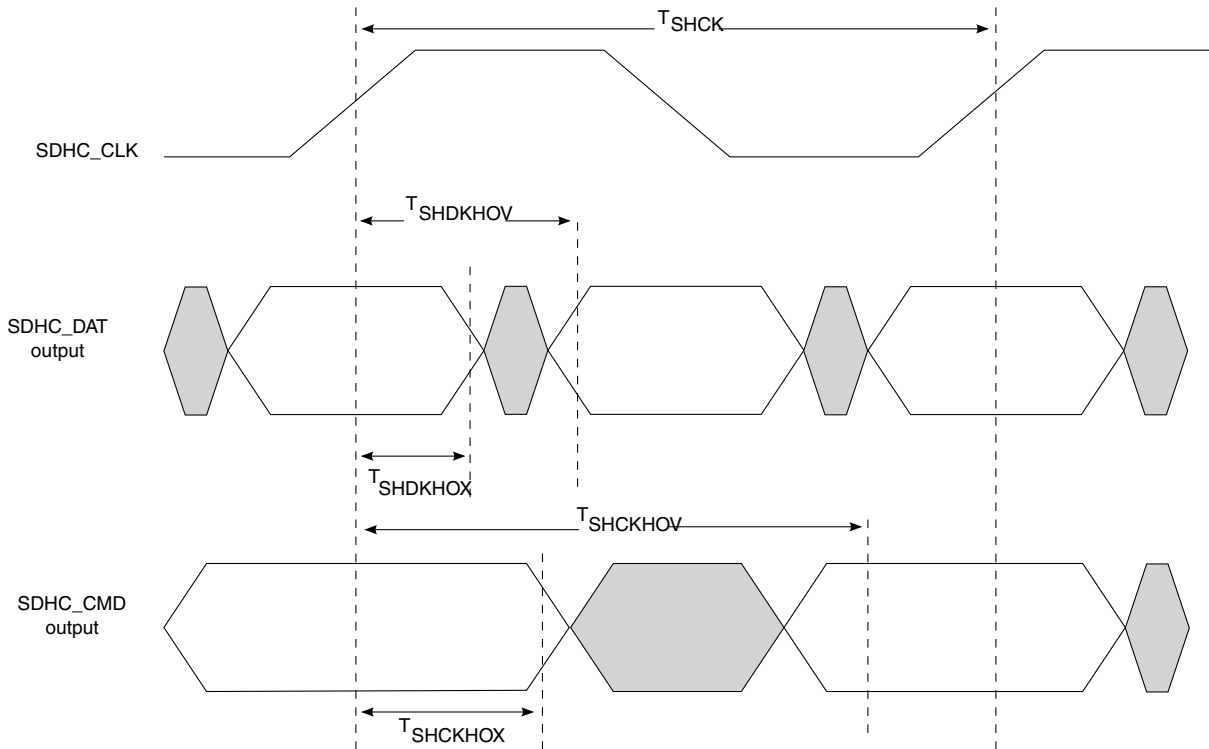 TSHCK
SDHC_CLK
TSHDKHOV
SDHC_DAT
output
TSHDKHOX
TSHCKHOV
SDHC_CMD
output
TSHCKHOX